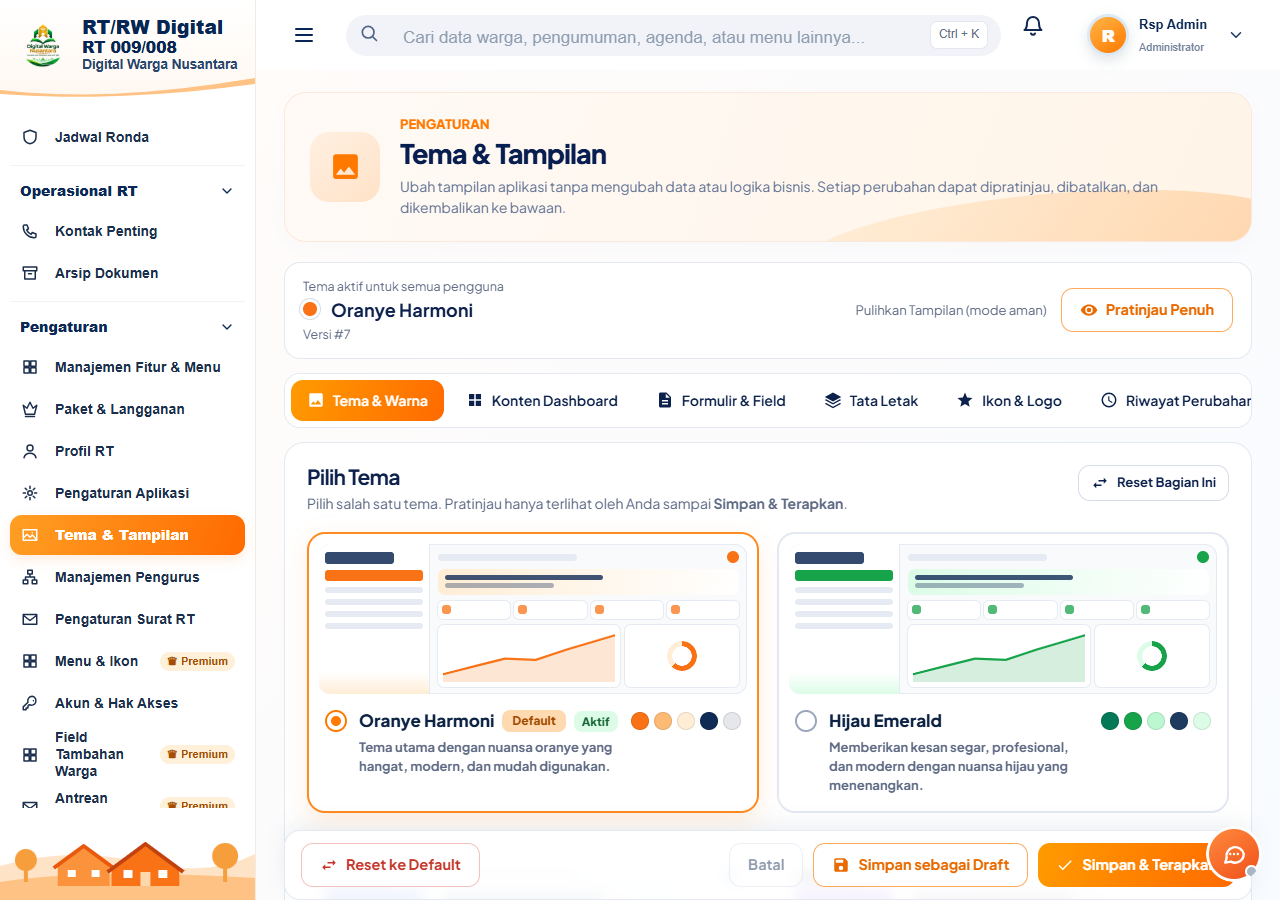 RT/RW Digital
RT 009/008
Digital Warga Nusantara
Cari data warga, pengumuman, agenda, atau menu lainnya...
Ctrl + K
R
Rsp Admin
Administrator
Jadwal Ronda
Operasional RT
Kontak Penting
Arsip Dokumen
Pengaturan
Manajemen Fitur & Menu
Paket & Langganan
Profil RT
Pengaturan Aplikasi
Tema & Tampilan
Manajemen Pengurus
Pengaturan Surat RT
Menu & Ikon
Premium
Akun & Hak Akses
Field
Tambahan
Warga
Premium
Antrean
Premium
PENGATURAN
Tema & Tampilan
Ubah tampilan aplikasi tanpa mengubah data atau logika bisnis. Setiap perubahan dapat dipratinjau, dibatalkan, dan
dikembalikan ke bawaan.
Tema aktif untuk semua pengguna
Oranye Harmoni
Versi #7
Pulihkan Tampilan (mode aman)
Pratinjau Penuh
Tema & Warna
Konten Dashboard
Formulir & Field
Tata Letak
Ikon & Logo
Riwayat Perubahan
Pilih Tema
Pilih salah satu tema. Pratinjau hanya terlihat oleh Anda sampai Simpan & Terapkan.
Reset Bagian Ini
Oranye Harmoni
Default
Aktif
Tema utama dengan nuansa oranye yang
hangat, modern, dan mudah digunakan.
Hijau Emerald
Memberikan kesan segar, profesional,
dan modern dengan nuansa hijau yang
menenangkan.
Reset ke Default
Batal
Simpan sebagai Draft
Simpan & Terapkan